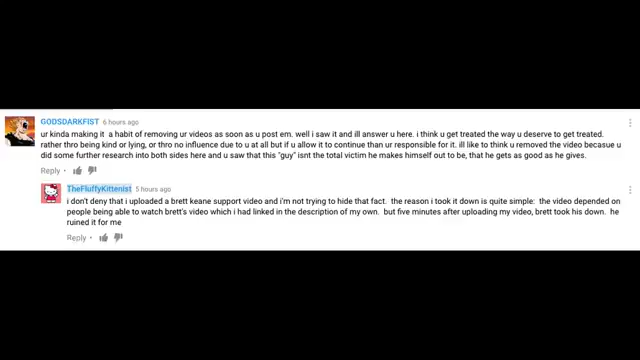 GODSDARKFIST 6 hours ago
ur kinda making it a habit of removing ur videos as soon as u post em. well i saw it and ill answer u here. i think u get treated the way u deserve to get treated.
rather thro being kind or lying, or thro no influence due to u at all but if u allow it to continue than ur responsible for it. ill like to think u removed the video becasue u
did some further research into both sides here and u saw that this "guy" isnt the total victim he makes himself out to be, that he gets as good as he gives.
Reply •
TheFluffyKittenist 5 hours ago
i don't deny that i uploaded a brett keane support video and i'm not trying to hide that fact. the reason i took it down is quite simple: the video depended on
people being able to watch brett's video which i had linked in the description of my own. but five minutes after uploading my video, brett took his down. he
ruined it for me
Reply •